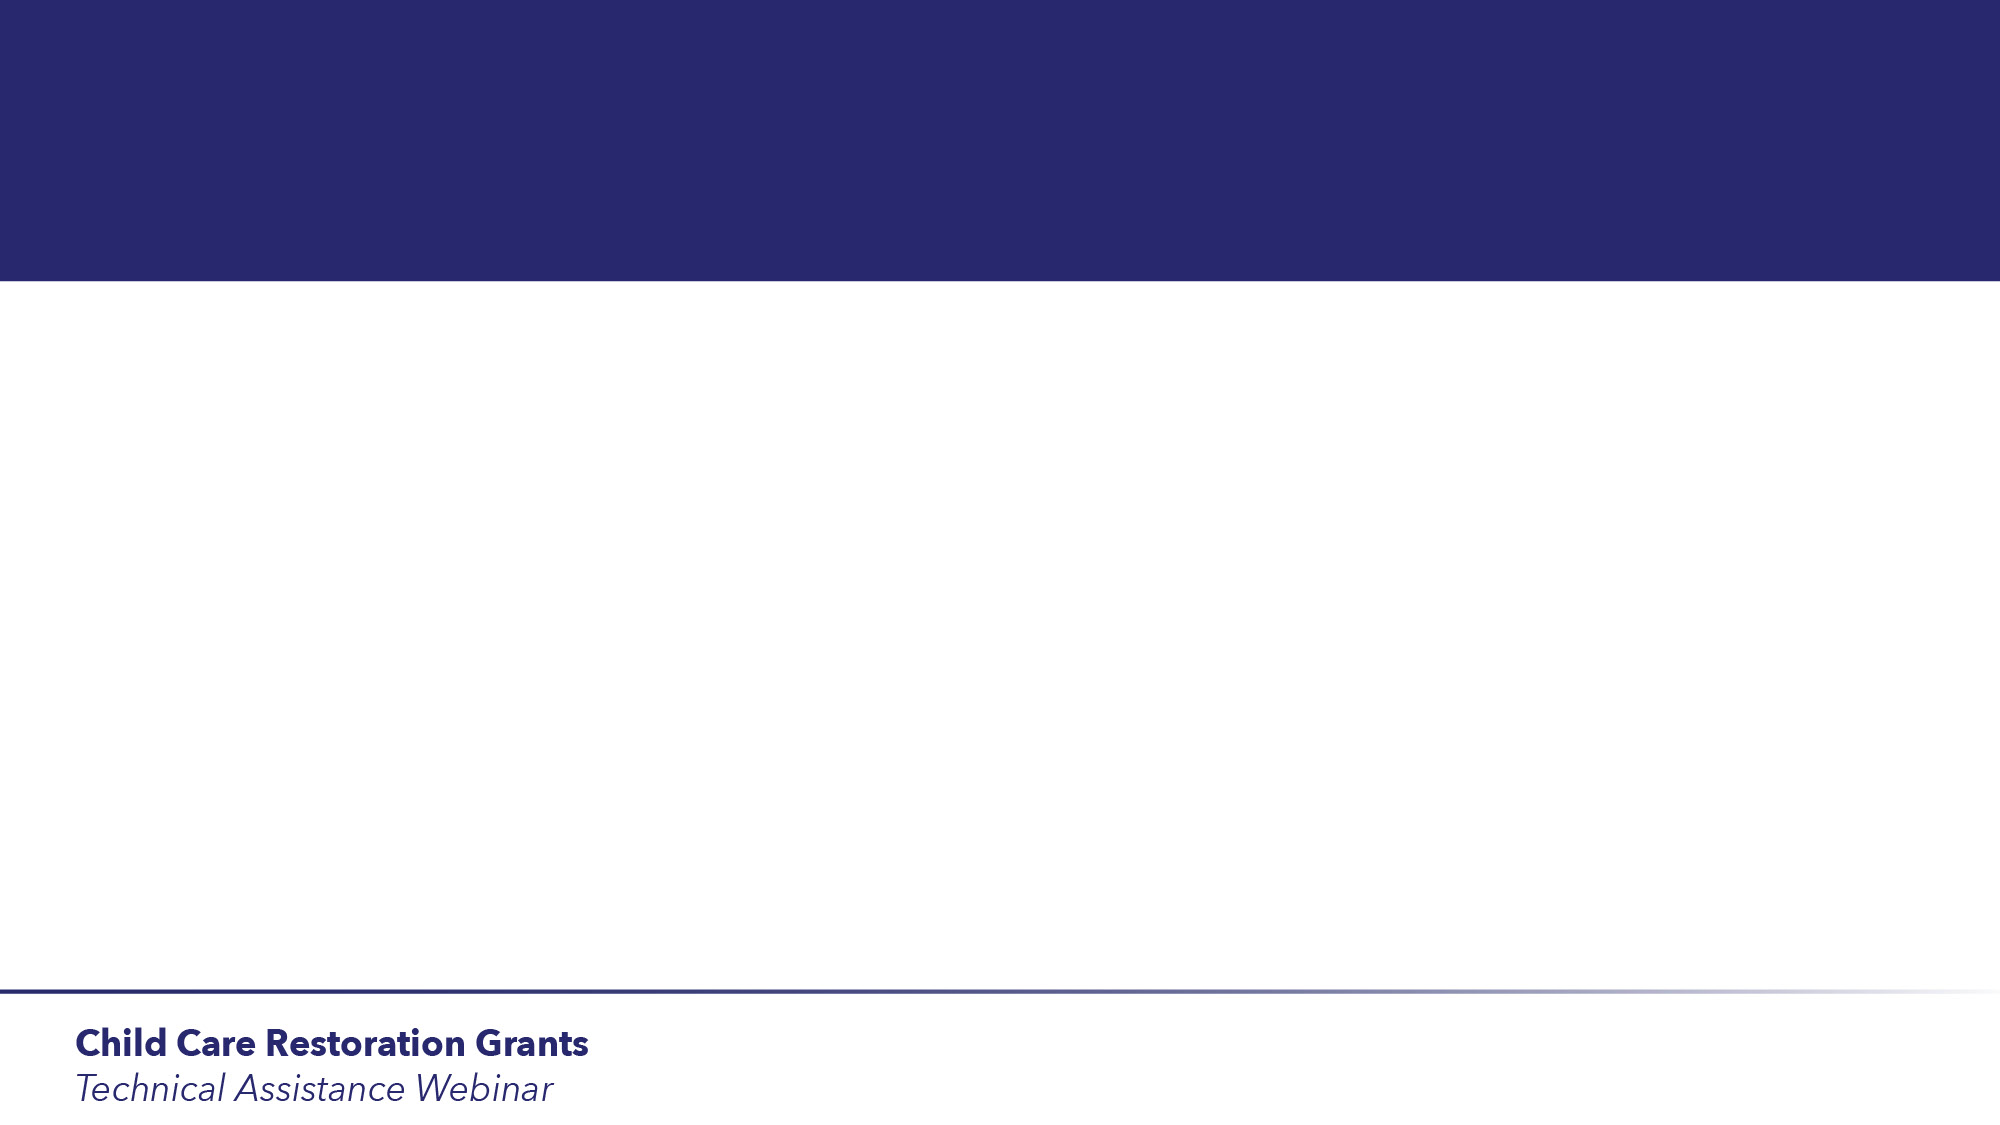 Child Care Restoration Grants
Technical Assistance Webinar